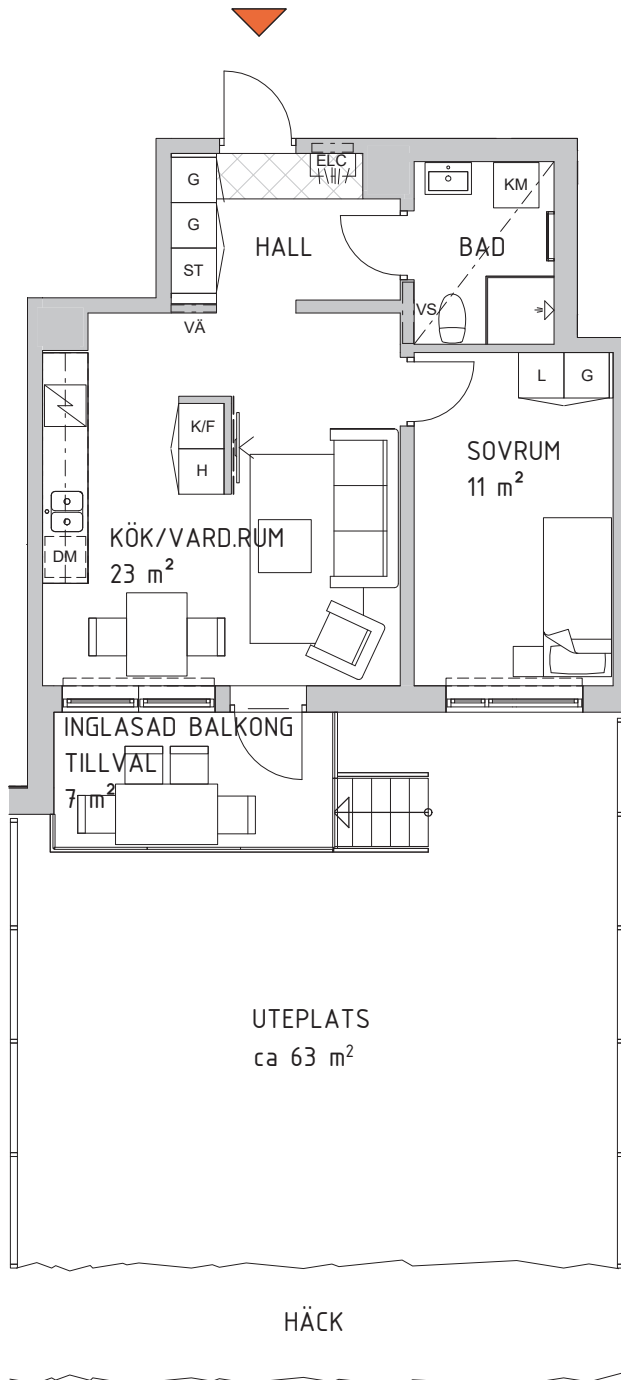 ELC
G
KM
G
HALL
BAD
ST
VS
VÄ
L
G
K/F
SOVRUM
11 m²
H
KÖK/VARD.RUM
DM
23 m²
INGLASAD BALKONG
TILLVAL
7 m²
UTEPLATS
ca 63 m²
HÄCK